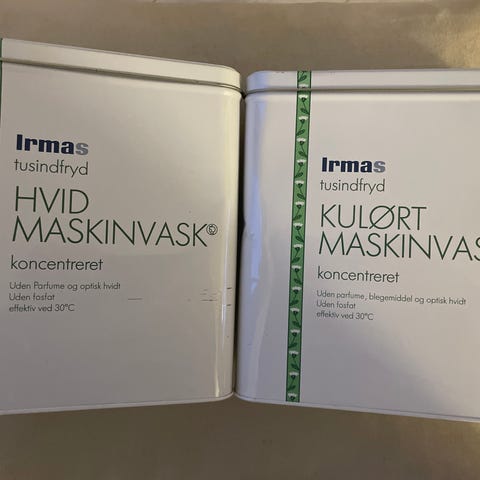 Irmas
tusindfryd
HVID
MASKINVASK©
koncentreret
Uden Parfume og optisk hvidt
Uden fosfat
effektiv ved 30°C
Irmas
tusindfryd
KULØRT
MASKINVAS
koncentreret
Uden parfume, blegemiddel og optisk hvidt
Uden fosfat
effektiv ved 30°C